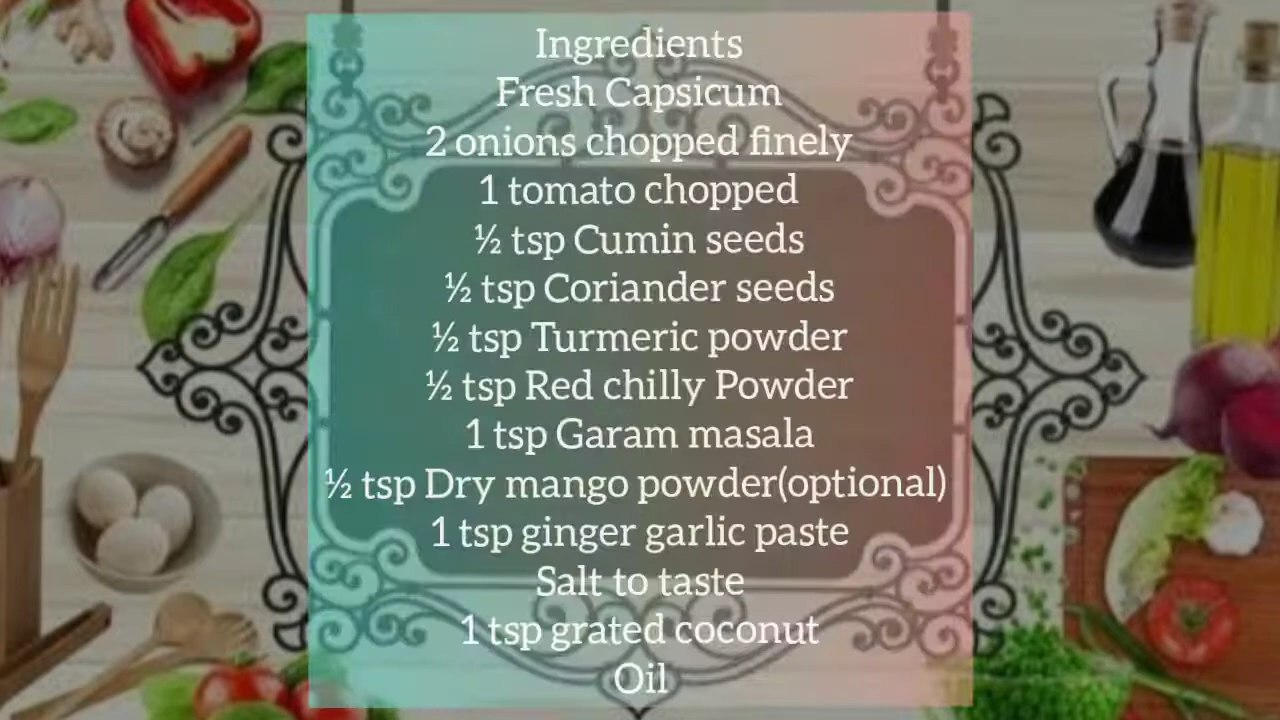 Ingredients
Fresh Capsicum
2 onions chopped finely
1 tomato chopped
½ tsp Cumin seeds
½ tsp Coriander seeds
½ tsp Turmeric powder
½ tsp Red chilly Powder
1 tsp Garam masala
½ tsp Dry mango powder(optional)
1 tsp ginger garlic paste
Salt to taste
1 tsp grated coconut
Oil